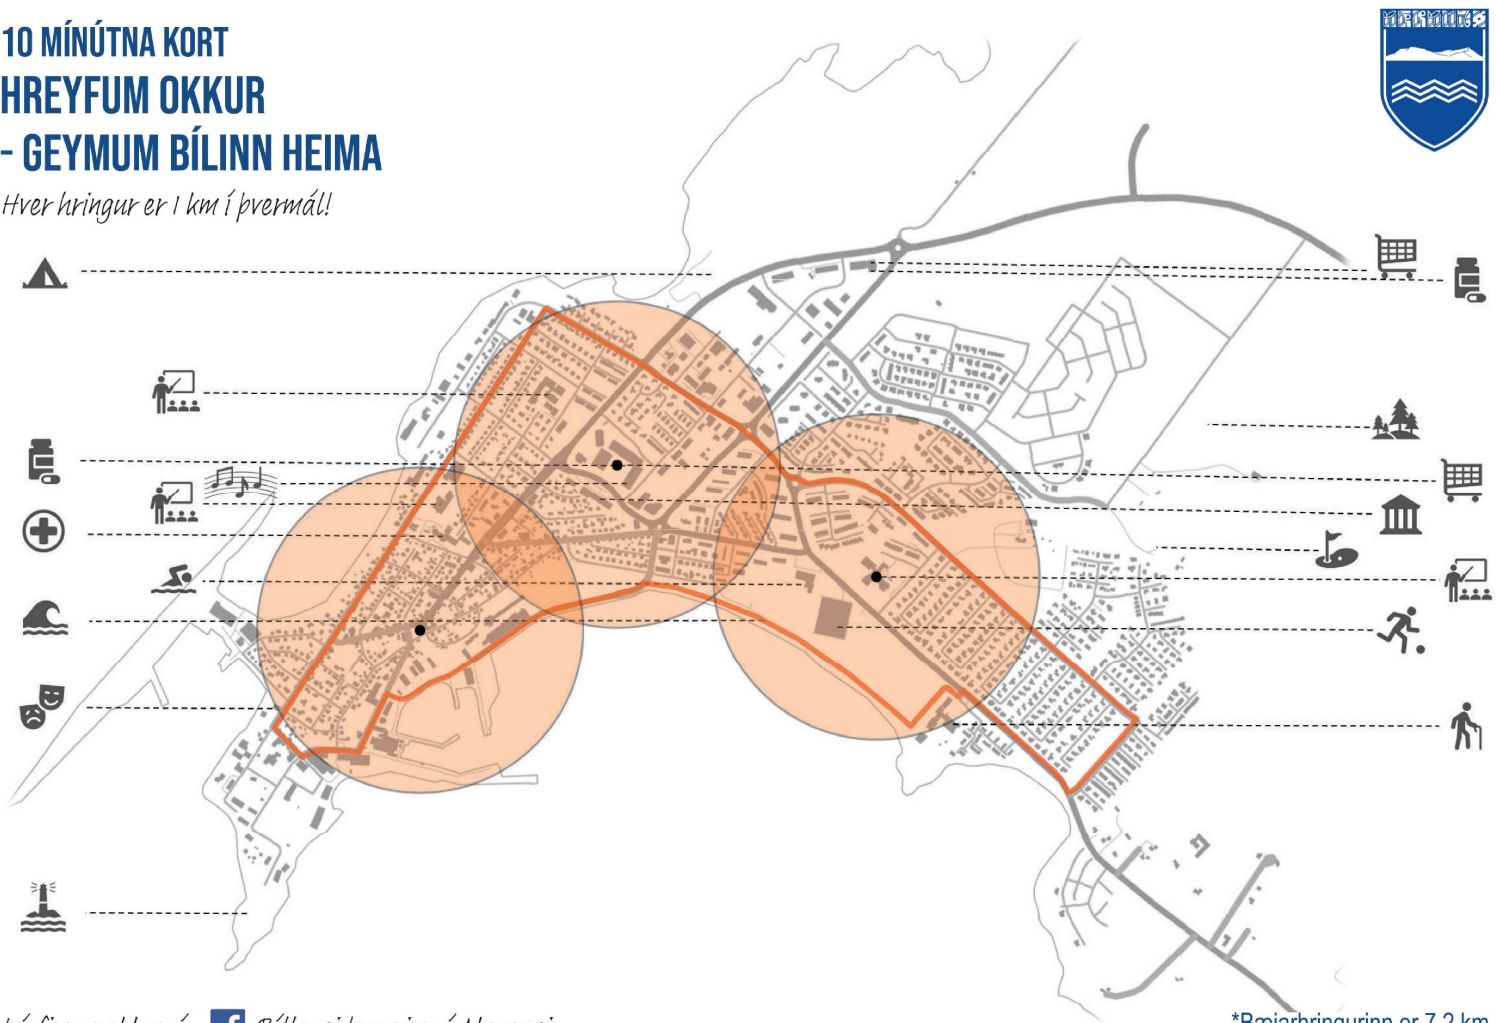 10 MÍNÚTNA KORT
HREYFUM OKKUR
- GEYMUM BÍLINN HEIMA
Hver hringur er 1 km í þvermál!
AKRANES
*Bæjarhringurinn er 7,2 km